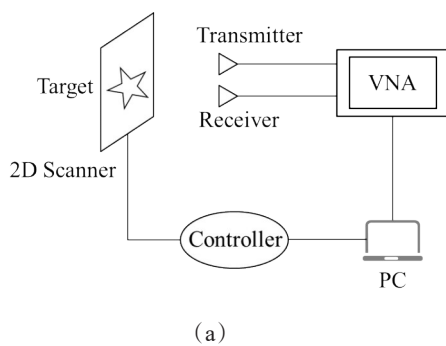 Transmitter
VNA
Target
Receiver
2D Scanner
Controller
PC
(a)